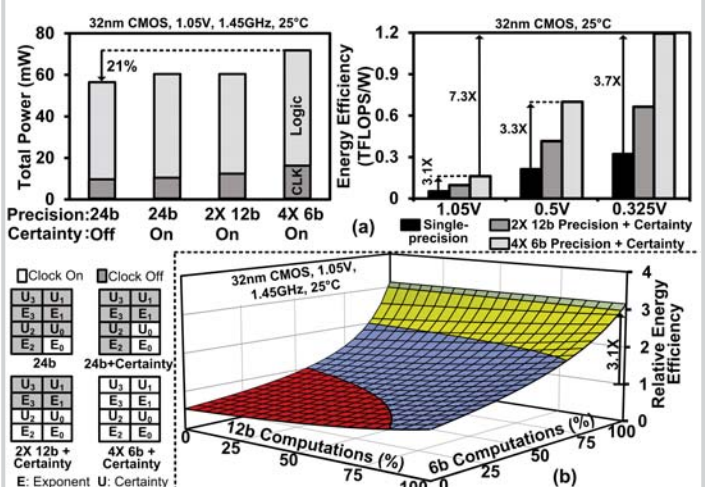 32nm CMOS, 1.05V, 1.45GHz, 25°C
Total Power (mW)
80
60
40
20
0
21%
Logic
CLK
Precision:24b 24b 2X 12b 4X 6b
Certainty:Off On On On
(a)
32nm CMOS, 25°C
Energy Efficiency
(TFLOPS/W)
1.2
0.9
0.6
0.3
0
3.1X
7.3X
3.3X
3.7X
1.05V 0.5V 0.325V
Single-
precision
2X 12b Precision + Certainty
4X 6b Precision + Certainty
Clock On Clock Off
U3 U1
E3 E1
U2 U0
E2 E0
24b
U3 U1
E3 E1
U2 U0
E2 E0
24b+Certainty
U3 U1
E3 E1
U2 U0
E2 E0
2X 12b +
Certainty
U3 U1
E3 E1
U2 U0
E2 E0
4X 6b +
Certainty
E: Exponent U: Certainty
32nm CMOS, 1.05V,
1.45GHz, 25°C
4
3
2
1
0
3.1X
Relative Energy
Efficiency
0
25
50
75
100
12b Computations (%)
0
25
50
75
100
6b Computations (%)
(b)